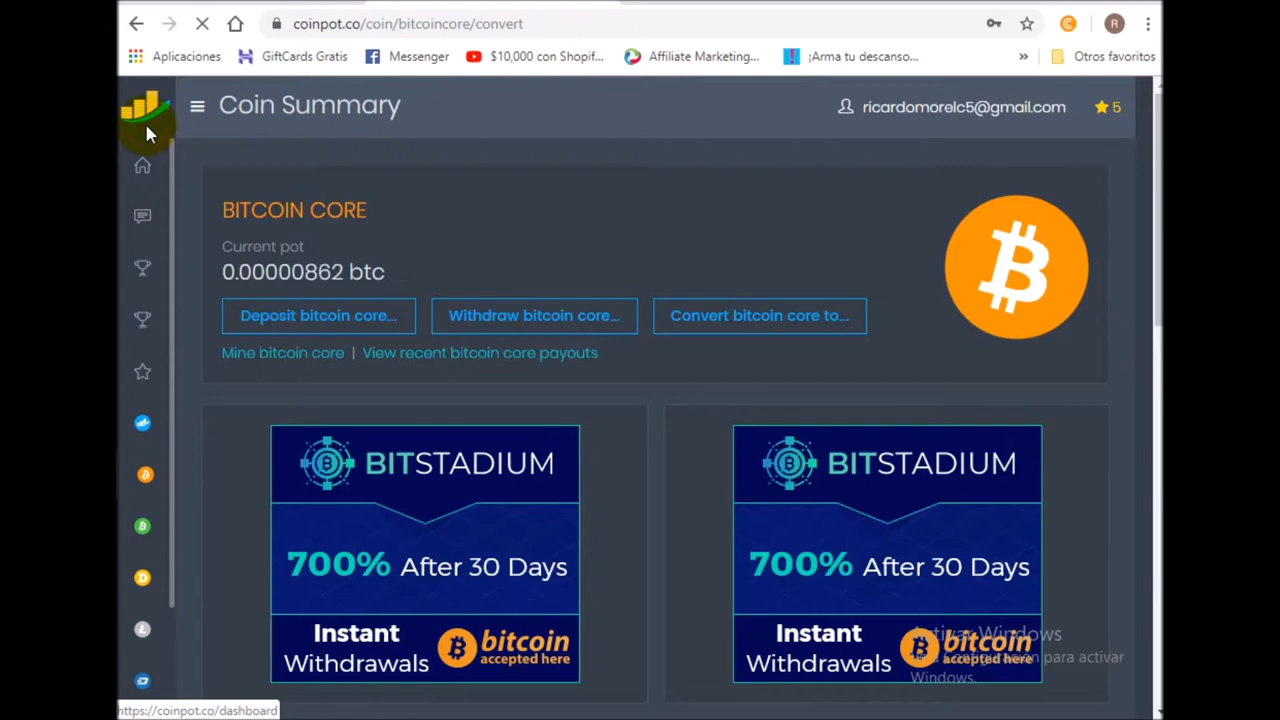 coinpot.co/coin/bitcoincore/convert
R
Aplicaciones
GiftCards Gratis
Messenger
$10,000 con Shopif...
Affiliate Marketing...
¡Arma tu descanso...
»
Otros favoritos
Coin Summary
ricardomorelc5@gmail.com
5
BITCOIN CORE
Current pot
0.00000862 btc
Deposit bitcoin core...
Withdraw bitcoin core...
Convert bitcoin core to...
Mine bitcoin core | View recent bitcoin core payouts
BITSTADIUM
700% After 30 Days
Instant
Withdrawals
bitcoin
accepted here
BITSTADIUM
700% After 30 Days
Instant
Withdrawals
bitcoin
accepted here
Activar Windows
Configuración para activar
Windows.
https://coinpot.co/dashboard